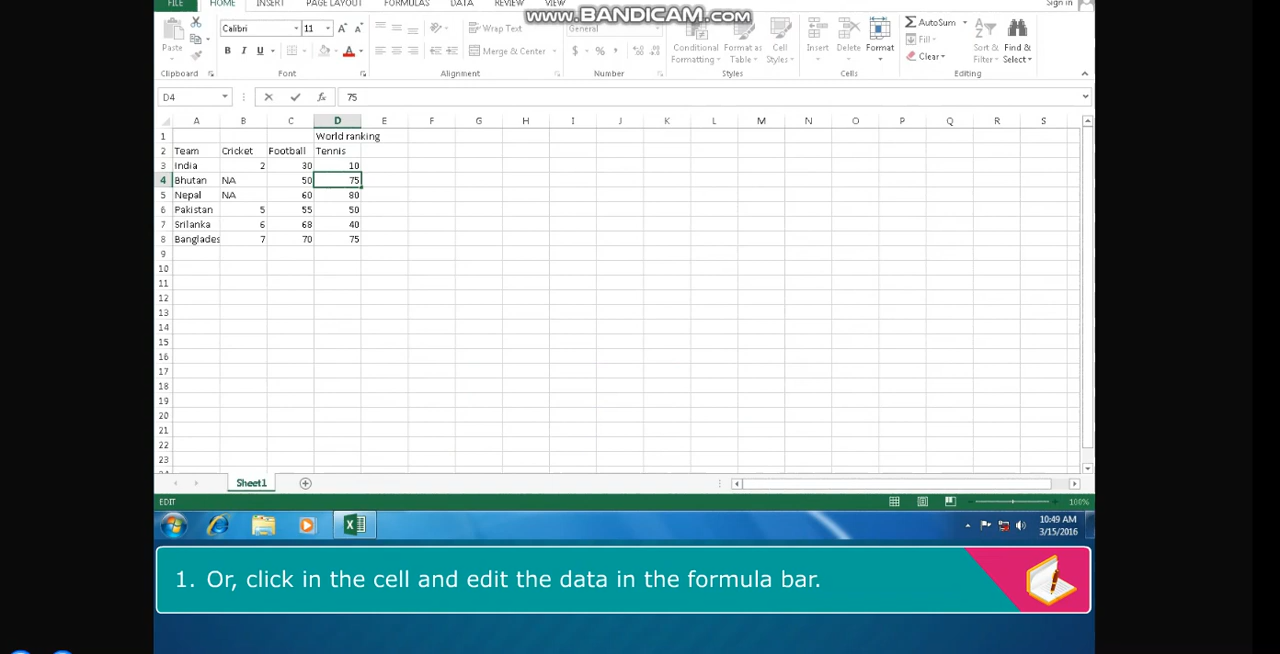 FILE HOME INSERT PAGE LAYOUT FORMULAS DATA REVIEW VIEW Sign in
www.BANDICAM.com
Paste
Calibri 11
B I U A
Wrap Text
Merge & Center
General
$ % ,
Conditional Formatting
Format as Table
Cell Styles
Insert Delete Format
AutoSum
Fill
Clear
Sort & Filter
Find & Select
Clipboard Font Alignment Number Styles Cells Editing
D4 fx 75
A B C D E F G H I J K L M N O P Q R S
1 World ranking
2 Team Cricket Football Tennis
3 India 2 30 10
4 Bhutan NA 50 75
5 Nepal NA 60 80
6 Pakistan 5 55 50
7 Srilanka 6 68 40
8 Banglades 7 70 75
9
10
11
12
13
14
15
16
17
18
19
20
21
22
23
Sheet1
EDIT 100%
10:49 AM
3/15/2016
1. Or, click in the cell and edit the data in the formula bar.